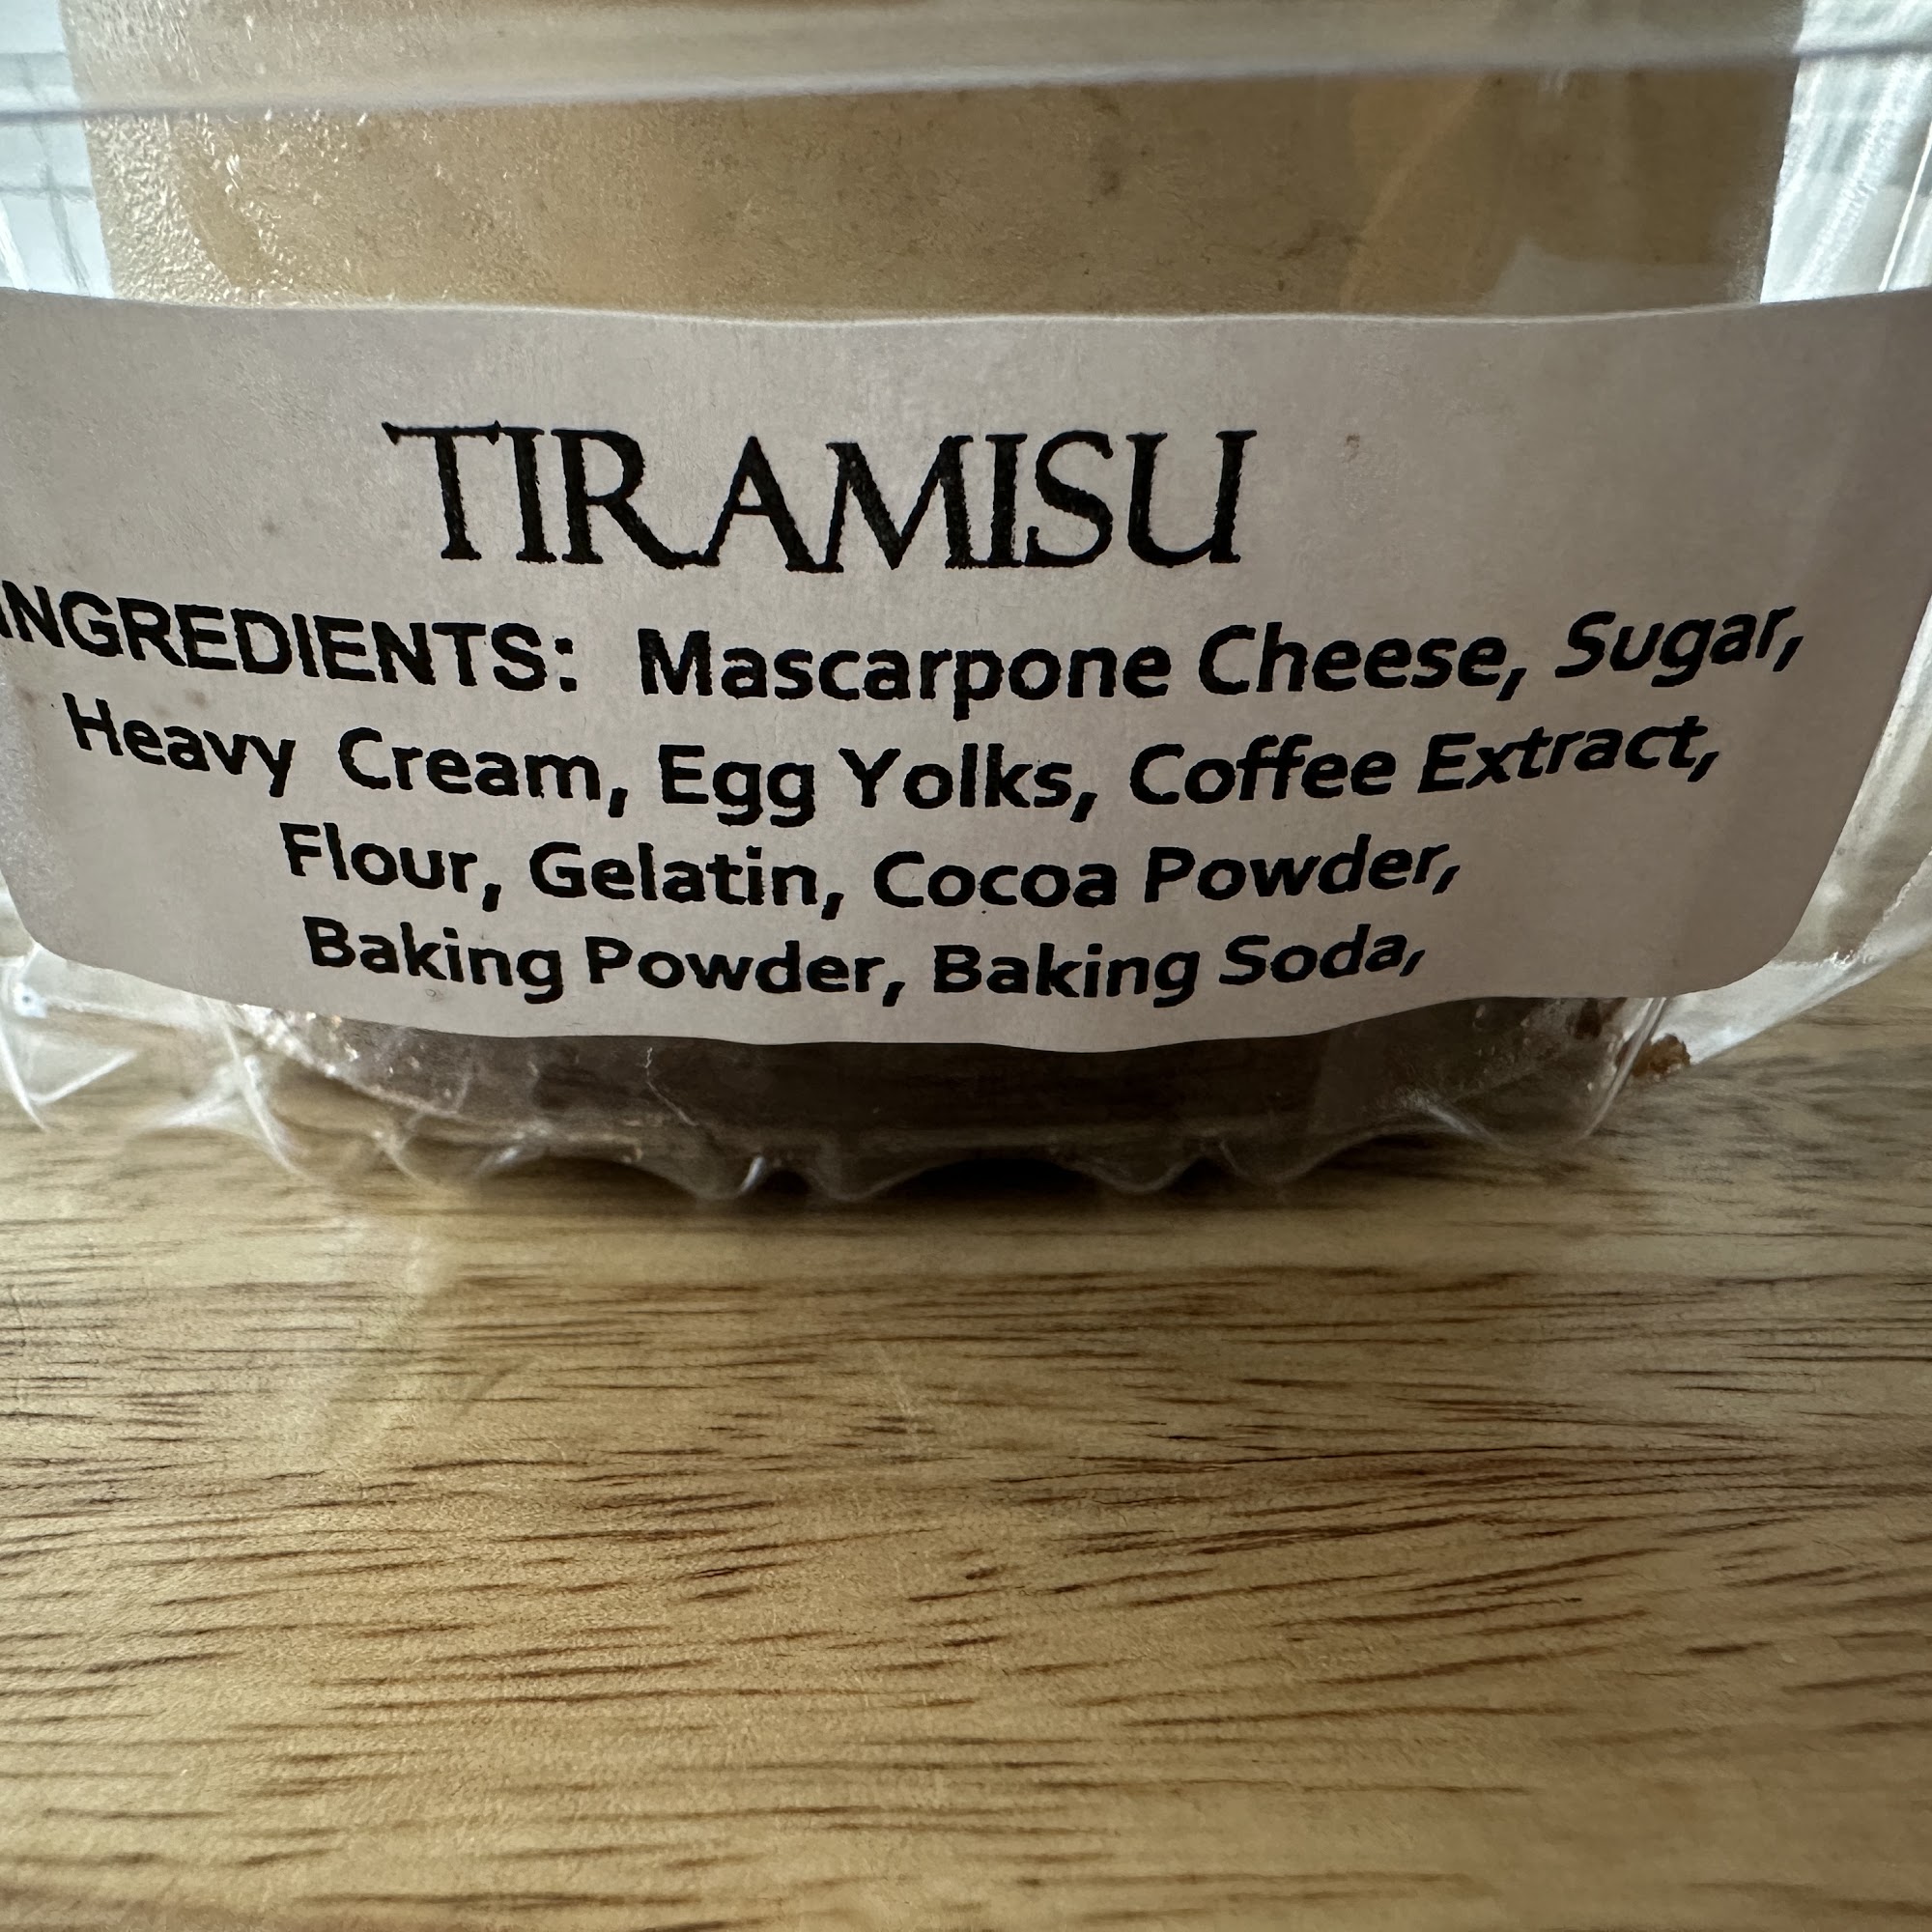 TIRAMISU
INGREDIENTS: Mascarpone Cheese, Sugar,
Heavy Cream, Egg Yolks, Coffee Extract,
Flour, Gelatin, Cocoa Powder,
Baking Powder, Baking Soda,